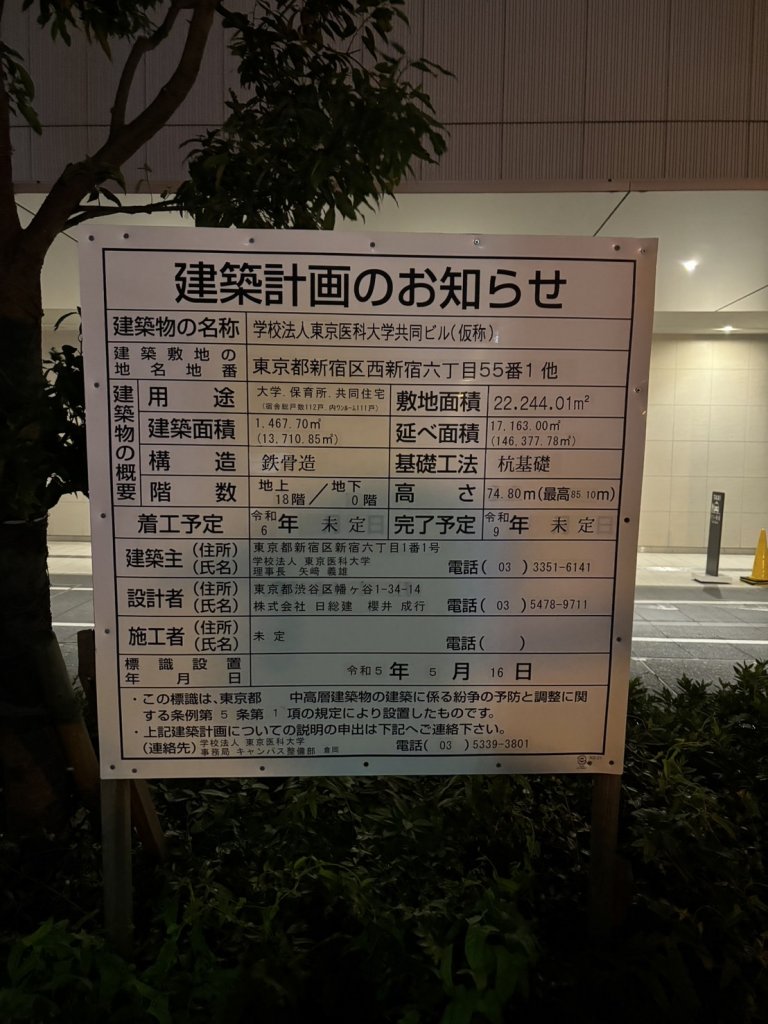 建築計画のお知らせ
建築物の名称 学校法人東京医科大学共同ビル(仮称)
建築敷地の地名地番 東京都新宿区西新宿六丁目55番1 他
建築物の概要
用途 大学.保育所.共同住宅 敷地面積 22.244.01㎡
(宿舎総戸数112戸.内ワンルーム111戸)
建築面積 1.467.70㎡ 延べ面積 17.163.00㎡
(13.710.85㎡) (146,377.78㎡)
構造 鉄骨造 基礎工法 杭基礎
階数 地上18階/地下0階 高さ 74.80m(最高85.10m)
着工予定 令和6年 未定 完了予定 令和9年 未定
建築主(住所) 東京都新宿区新宿六丁目1番1号
(氏名) 学校法人 東京医科大学
理事長 矢﨑 義雄 電話( 03 )3351-6141
設計者(住所) 東京都渋谷区幡ヶ谷1-34-14
(氏名) 株式会社 日総建 櫻井 成行 電話( 03 )5478-9711
施工者(住所)
(氏名) 未定 電話( )
標識設置年月日 令和5年 5月 16日
・この標識は、東京都 中高層建築物の建築に係る紛争の予防と調整に関
する条例第 5 条第 1 項の規定により設置したものです。
・上記建築計画についての説明の申出は下記へご連絡下さい。
(連絡先) 学校法人 東京医科大学
事務局 キャンパス整備部 電話( 03 )5339-3801